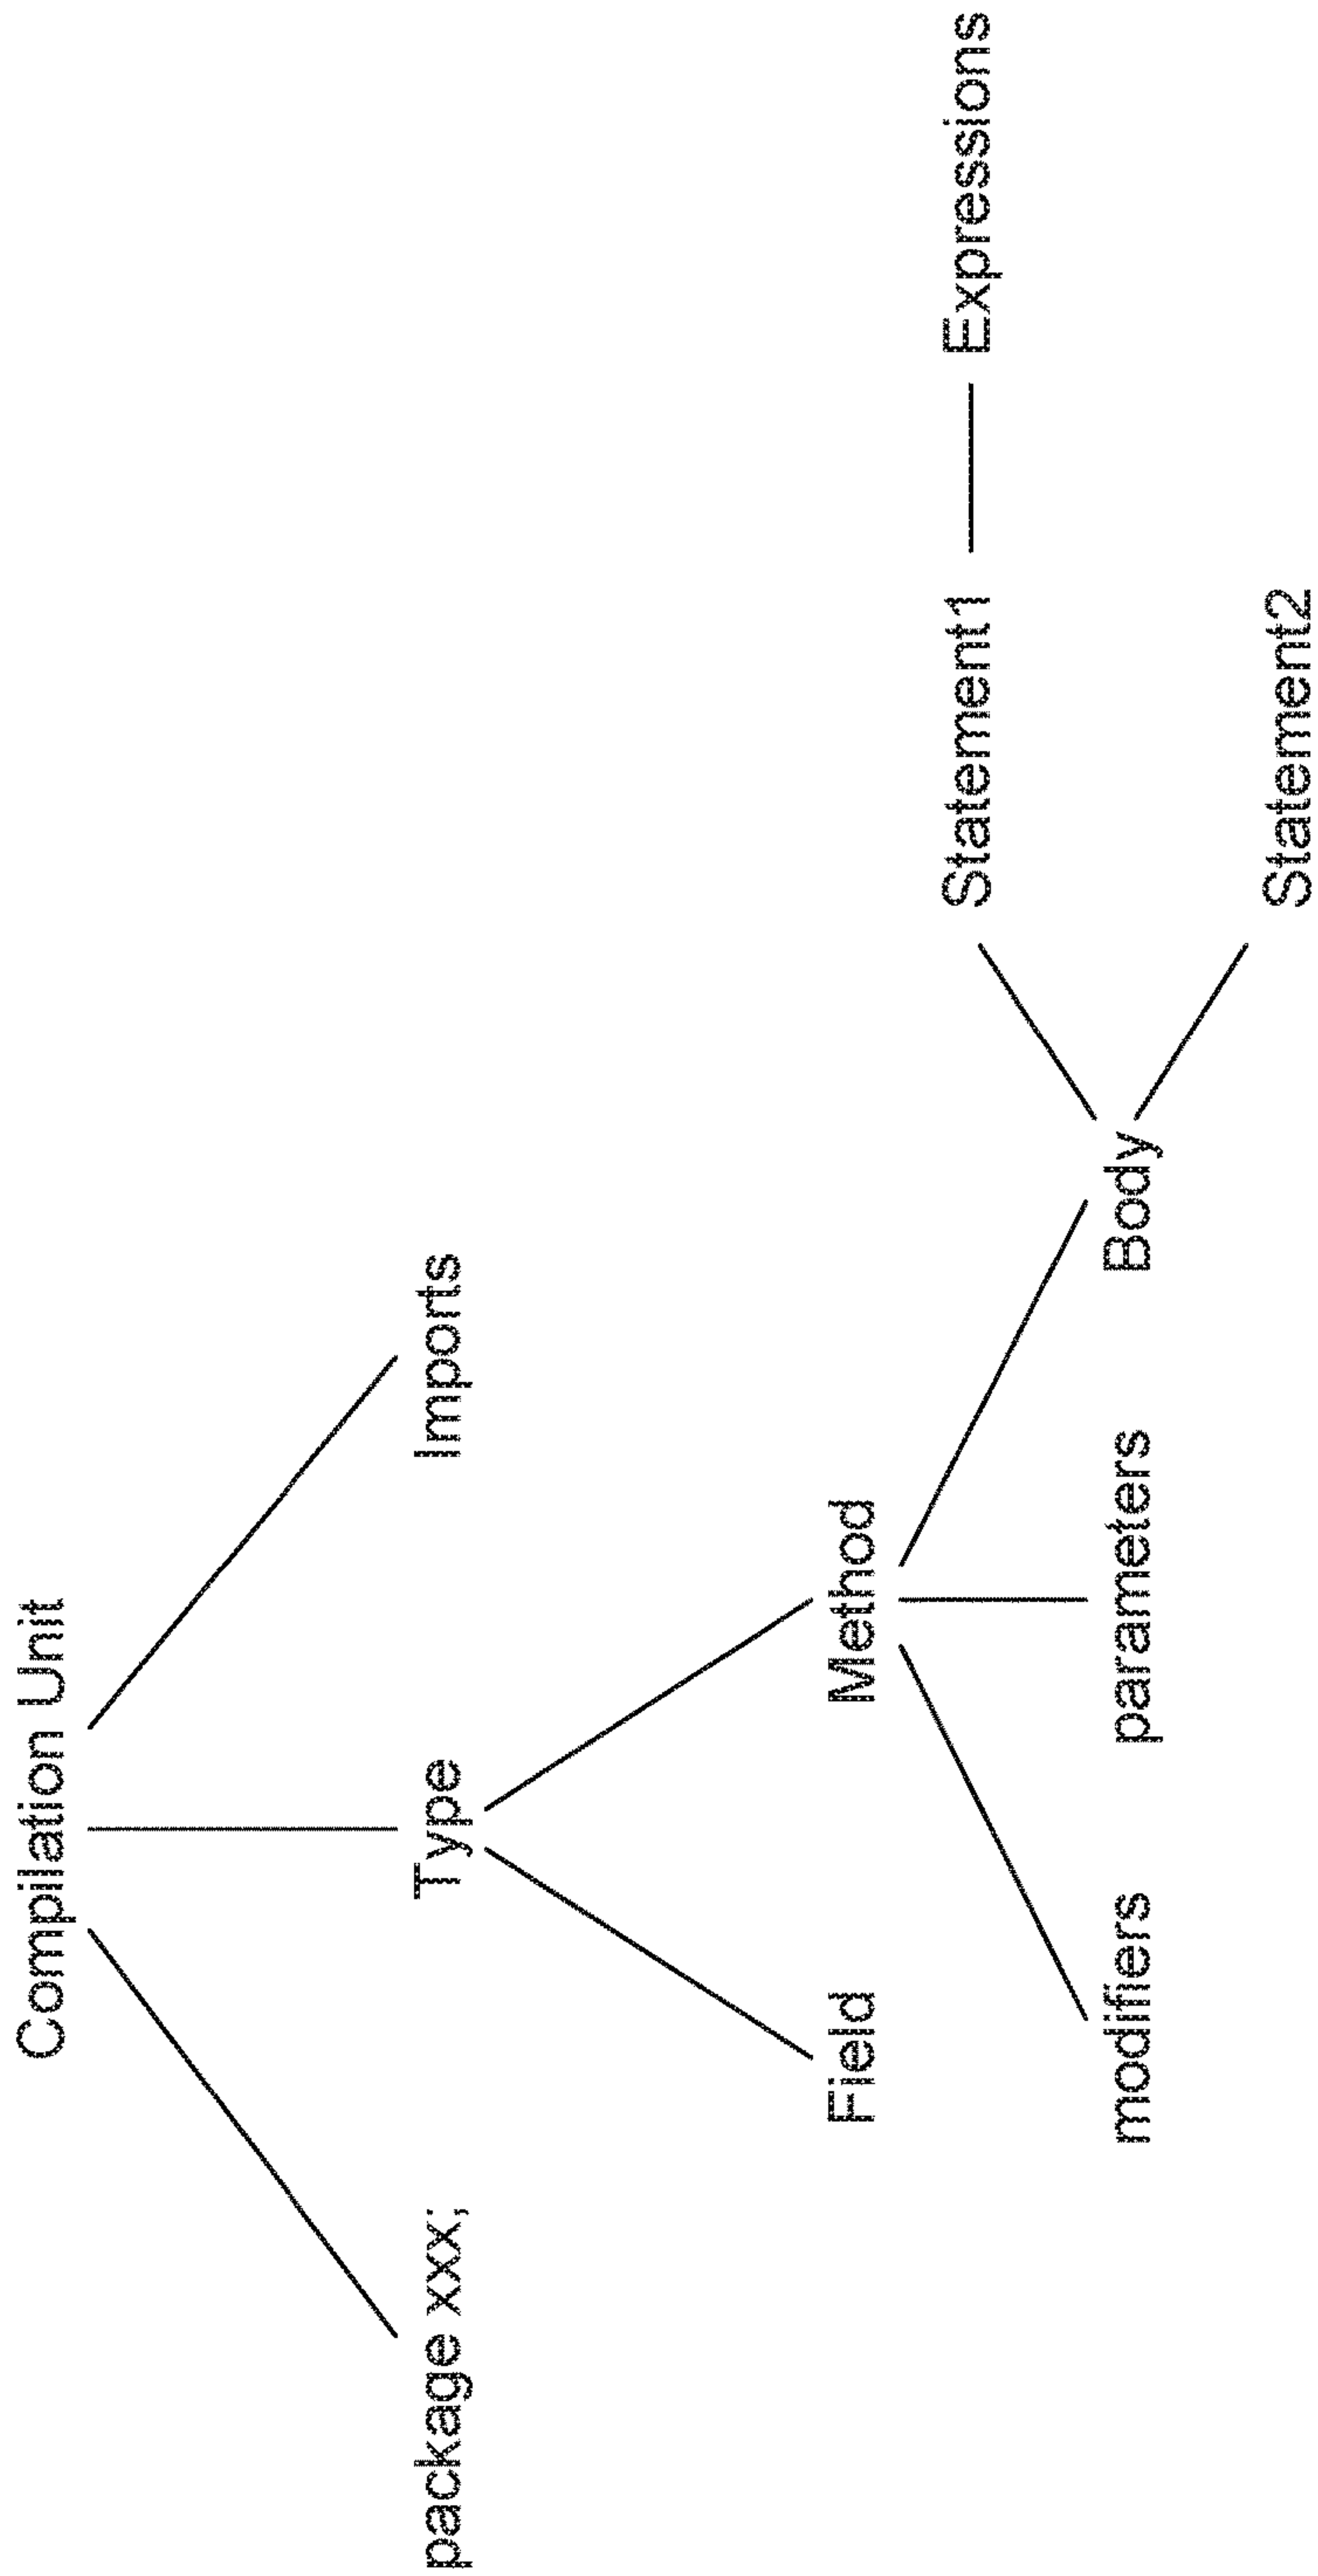 Compilation Unit
package xxx;
Type
Imports
Field
Method
modifiers
parameters
Body
Statement1
Expressions
Statement2